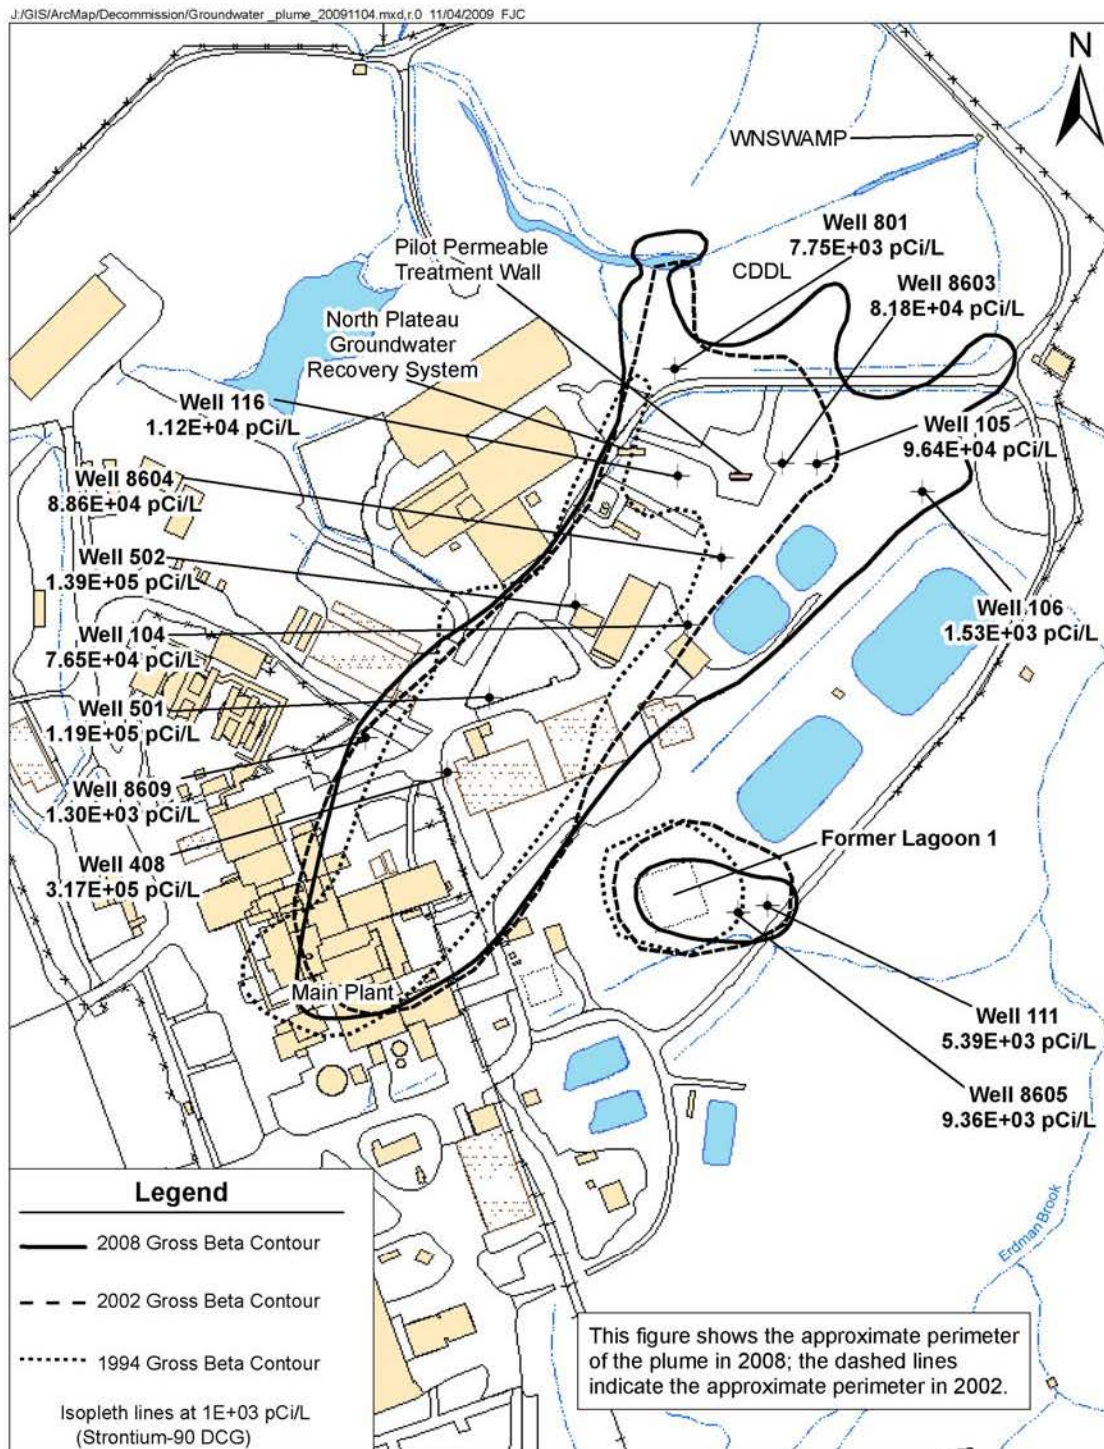 J:/GIS/ArcMap/Decommission/Groundwater _plume_20091104.mxd,r.0 11/04/2009 FJC
N
WNSWAMP
Well 801
7.75E+03 pCi/L
Pilot Permeable
Treatment Wall
CDDL
Well 8603
8.18E+04 pCi/L
North Plateau
Groundwater
Recovery System
Well 116
1.12E+04 pCi/L
Well 105
9.64E+04 pCi/L
Well 8604
8.86E+04 pCi/L
Well 502
1.39E+05 pCi/L
Well 106
1.53E+03 pCi/L
Well 104
7.65E+04 pCi/L
Well 501
1.19E+05 pCi/L
Well 8609
1.30E+03 pCi/L
Former Lagoon 1
Well 408
3.17E+05 pCi/L
Main Plant
Well 111
5.39E+03 pCi/L
Well 8605
9.36E+03 pCi/L
Erdman Brook
Legend
2008 Gross Beta Contour
2002 Gross Beta Contour
1994 Gross Beta Contour
Isopleth lines at 1E+03 pCi/L
(Strontium-90 DCG)
This figure shows the approximate perimeter
of the plume in 2008; the dashed lines
indicate the approximate perimeter in 2002.